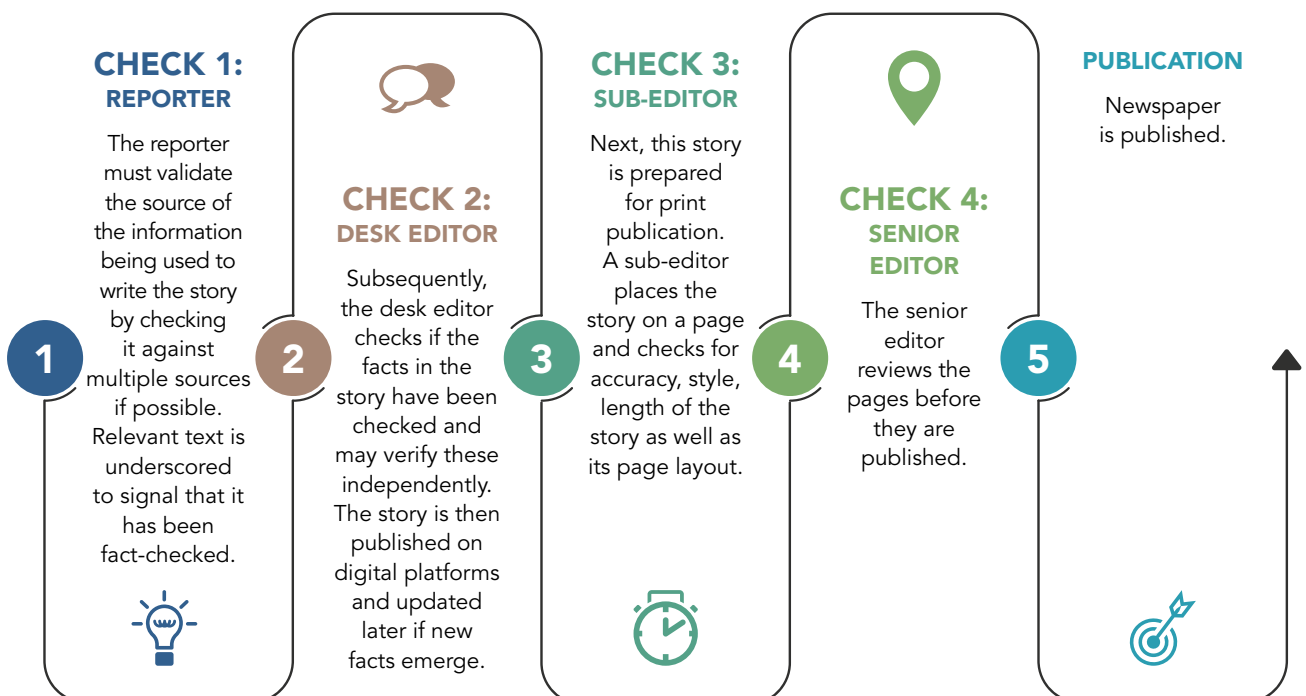 CHECK 1:
REPORTER
The reporter
must validate
the source of
the information
being used to
write the story
by checking
it against
multiple sources
if possible.
Relevant text is
underscored
to signal that it
has been
fact-checked.
1
CHECK 2:
DESK EDITOR
Subsequently,
the desk editor
checks if the
facts in the
story have been
checked and
may verify these
independently.
The story is then
published on
digital platforms
and updated
later if new
facts emerge.
2
CHECK 3:
SUB-EDITOR
Next, this story
is prepared
for print
publication.
A sub-editor
places the
story on a page
and checks for
accuracy, style,
length of the
story as well as
its page layout.
3
CHECK 4:
SENIOR
EDITOR
The senior
editor
reviews the
pages before
they are
published.
4
PUBLICATION
Newspaper
is published.
5